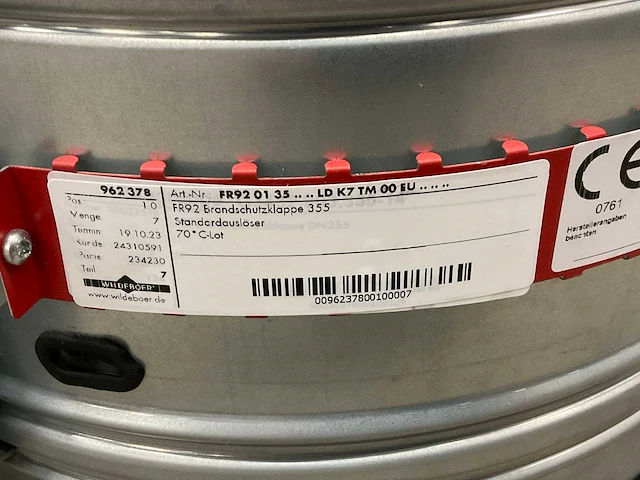 962 378
Pos. 1.0
Menge 7
Termin 19.10.23
Kunde 24310591
234230
Teil 7
WILDEBOER
www.wildeboer.de
Art.-Nr.: FR92 01 35 .. .. LD K7 TM 00 EU .. .. ..
FR92 Brandschutzklappe 355
Standardauslöser
70°C-Lot
0096237800100007
CE
0761
Herstellerangaben
beachten